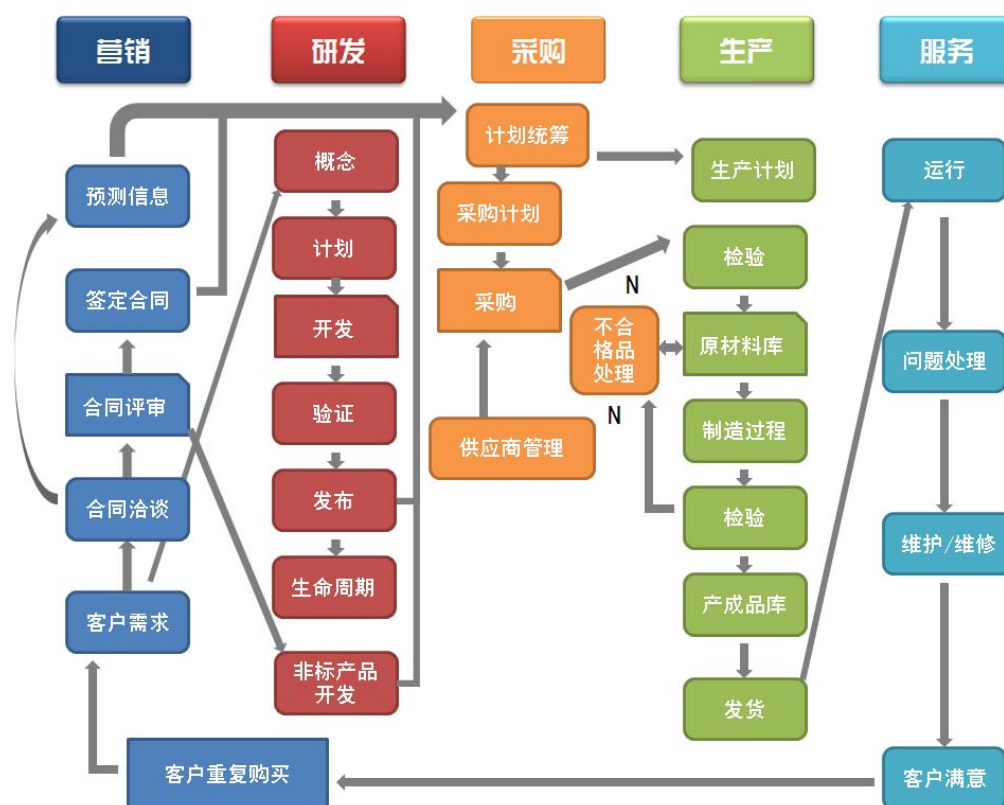 营销
研发
采购
生产
服务
预测信息
签定合同
合同评审
合同洽谈
客户需求
客户重复购买
概念
计划
开发
验证
发布
生命周期
非标产品
开发
计划统筹
采购计划
采购
不合
格品
处理
供应商管理
N
N
生产计划
检验
原材料库
制造过程
检验
产成品库
发货
运行
问题处理
维护/维修
客户满意